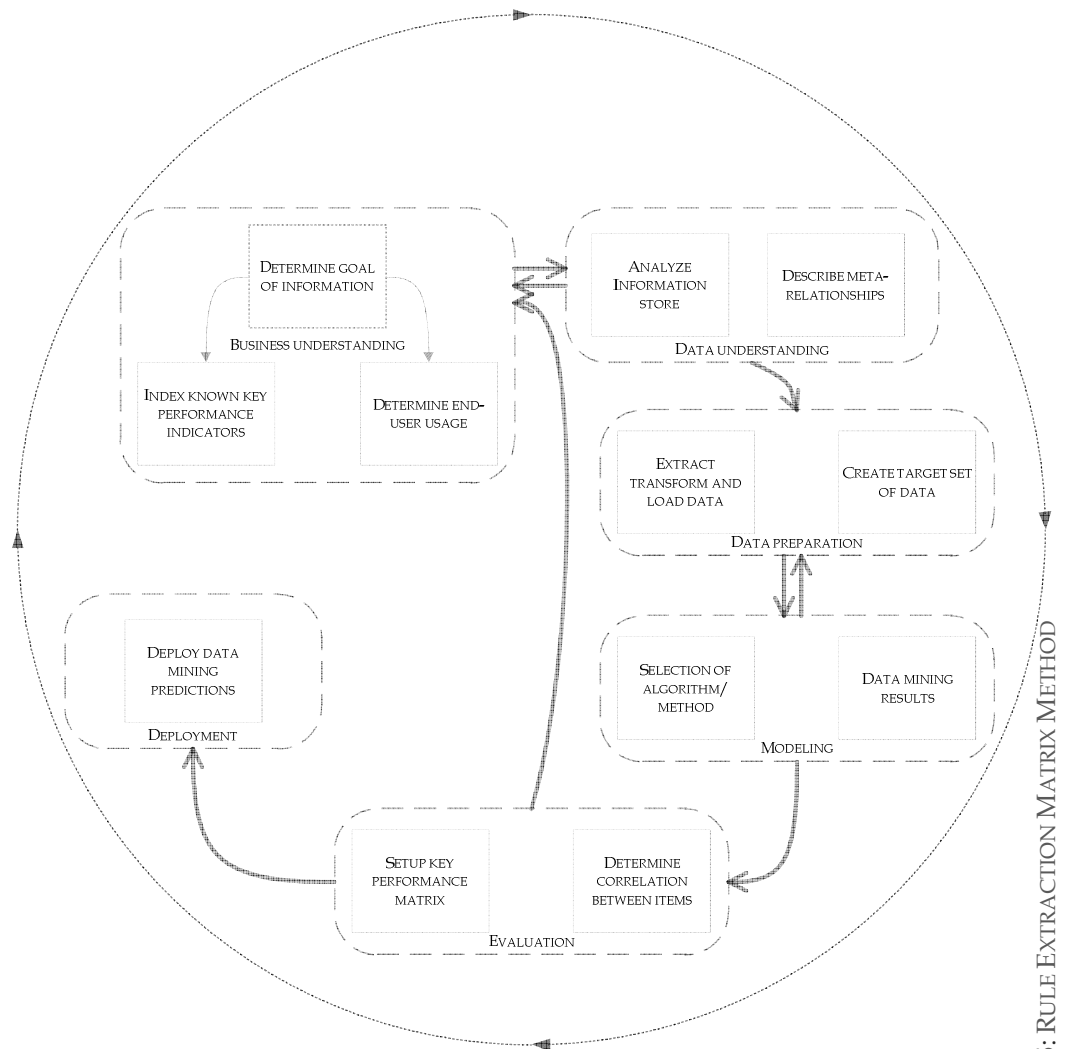 DETERMINE GOAL
OF INFORMATION
BUSINESS UNDERSTANDING
INDEX KNOWN KEY
PERFORMANCE
INDICATORS
DETERMINE END-
USER USAGE
ANALYZE
INFORMATION
STORE
DESCRIBE META-
RELATIONSHIPS
DATA UNDERSTANDING
EXTRACT
TRANSFORM AND
LOAD DATA
CREATE TARGET SET
OF DATA
DATA PREPARATION
SELECTION OF
ALGORITHM/
METHOD
DATA MINING
RESULTS
MODELING
DEPLOY DATA
MINING
PREDICTIONS
DEPLOYMENT
SETUP KEY
PERFORMANCE
MATRIX
DETERMINE
CORRELATION
BETWEEN ITEMS
EVALUATION
: RULE EXTRACTION MATRIX METHOD